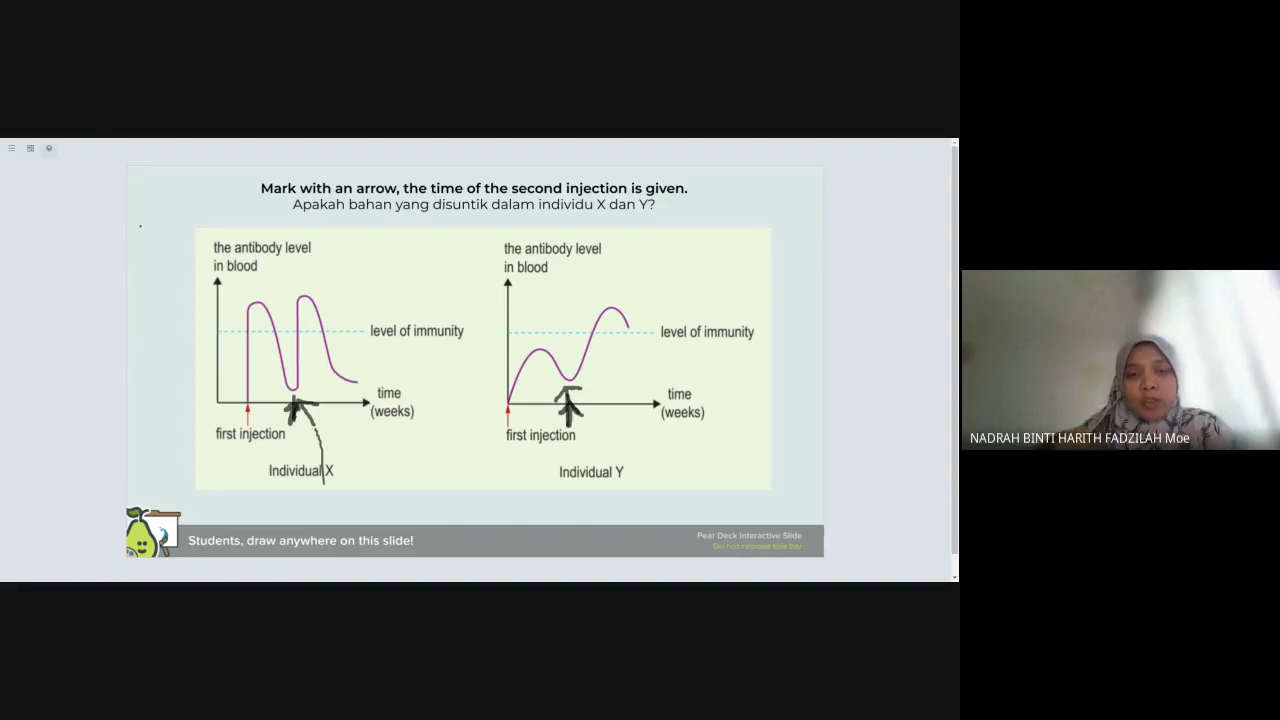 Mark with an arrow, the time of the second injection is given.
Apakah bahan yang disuntik dalam individu X dan Y?
the antibody level
in blood
level of immunity
time
(weeks)
first injection
Individual X
the antibody level
in blood
level of immunity
time
(weeks)
first injection
Individual Y
Students, draw anywhere on this slide!
Pear Deck Interactive Slide
Do not remove this bar
NADRAH BINTI HARITH FADZILAH Moe